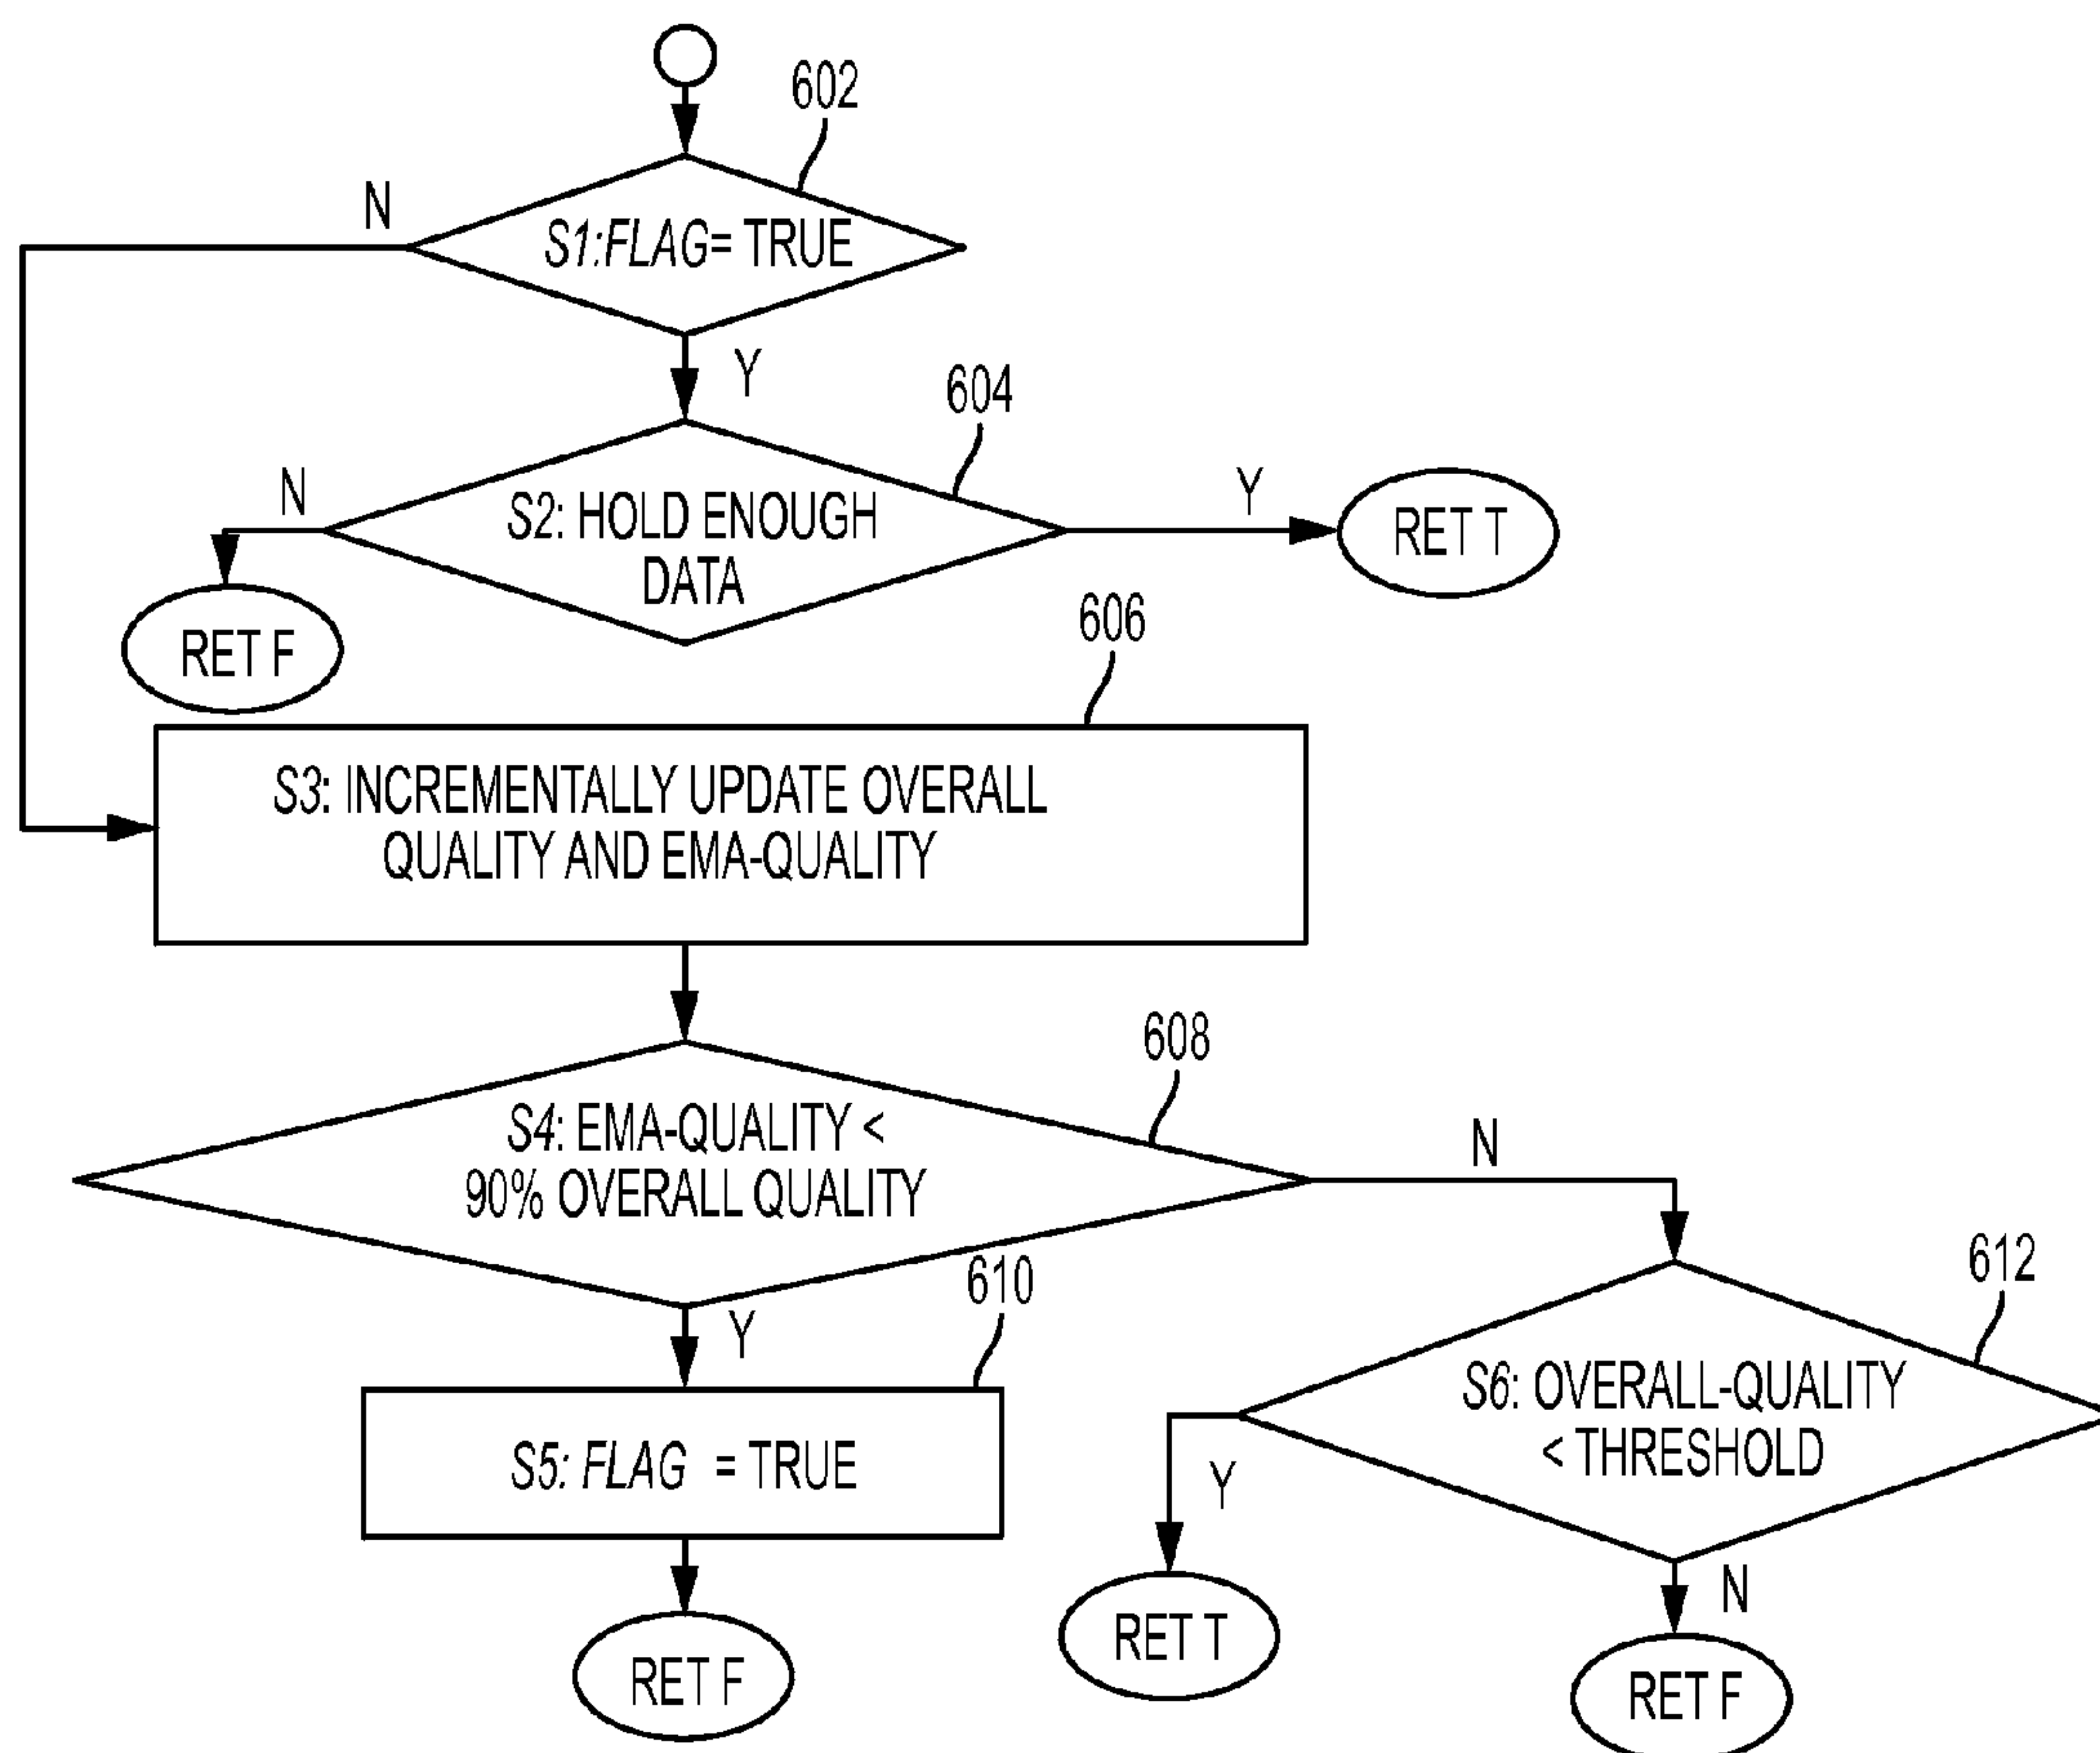 602
N
S1:FLAG= TRUE
Y
604
N
S2: HOLD ENOUGH
DATA
Y
RET T
RET F
606
S3: INCREMENTALLY UPDATE OVERALL
QUALITY AND EMA-QUALITY
608
S4: EMA-QUALITY <
90% OVERALL QUALITY
N
610
Y
612
S5: FLAG = TRUE
S6: OVERALL-QUALITY
< THRESHOLD
Y
N
RET F
RET T
RET F